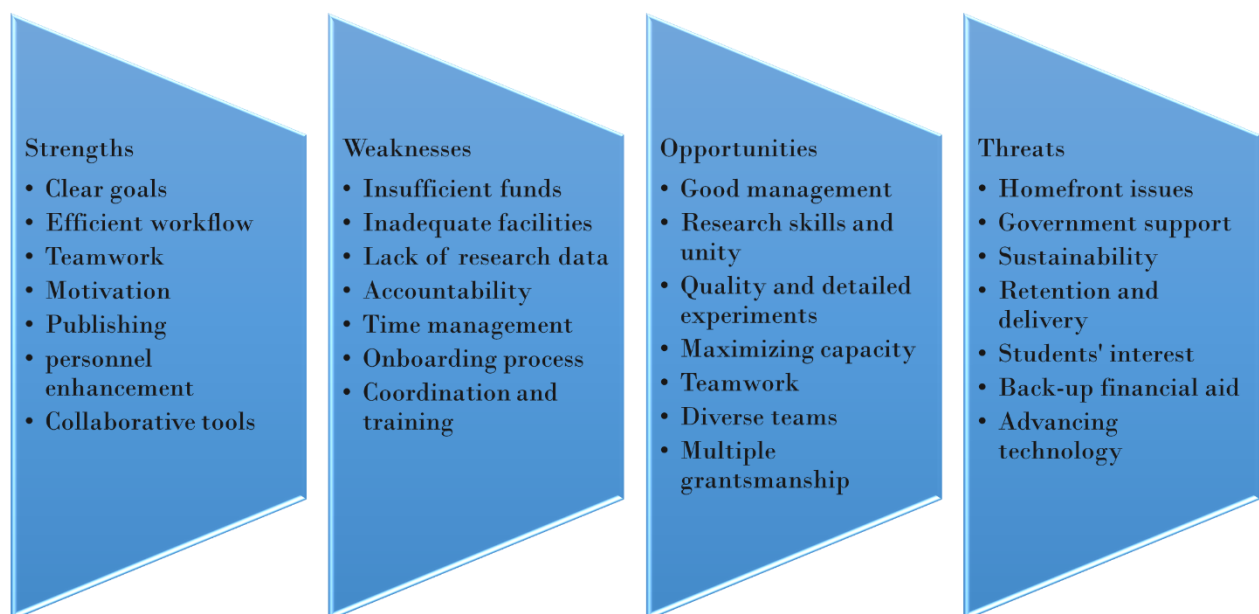 Strengths
• Clear goals
• Efficient workflow
• Teamwork
• Motivation
• Publishing
• personnel
enhancement
• Collaborative tools
Weaknesses
• Insufficient funds
• Inadequate facilities
• Lack of research data
• Accountability
• Time management
• Onboarding process
• Coordination and
training
Opportunities
• Good management
• Research skills and
unity
• Quality and detailed
experiments
• Maximizing capacity
• Teamwork
• Diverse teams
• Multiple
grantsmanship
Threats
• Homefront issues
• Government support
• Sustainability
• Retention and
delivery
• Students' interest
• Back-up financial aid
• Advancing
technology